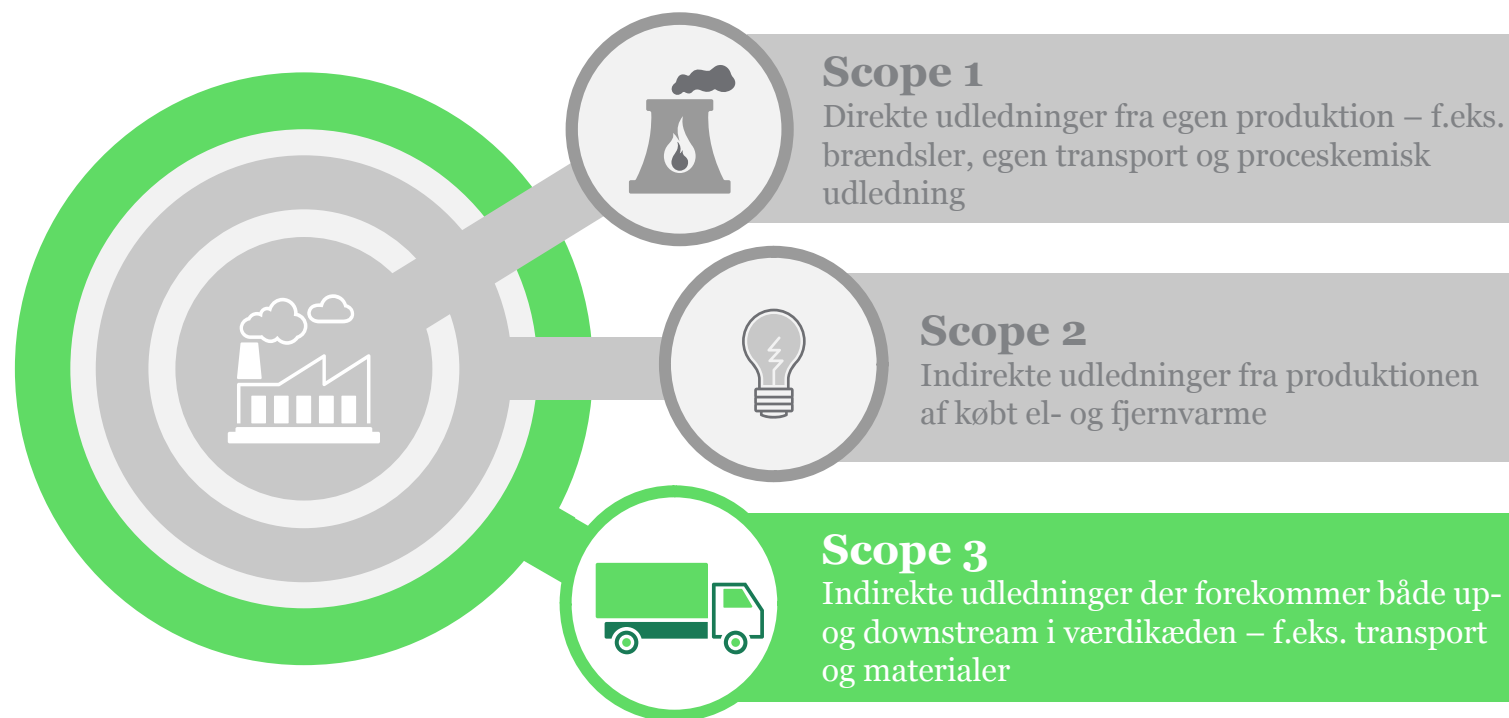 Scope 1
Direkte udledninger fra egen produktion – f.eks.
brændsler, egen transport og proceskemisk
udledning
Scope 2
Indirekte udledninger fra produktionen
af købt el- og fjernvarme
Scope 3
Indirekte udledninger der forekommer både up-
og downstream i værdikæden – f.eks. transport
og materialer